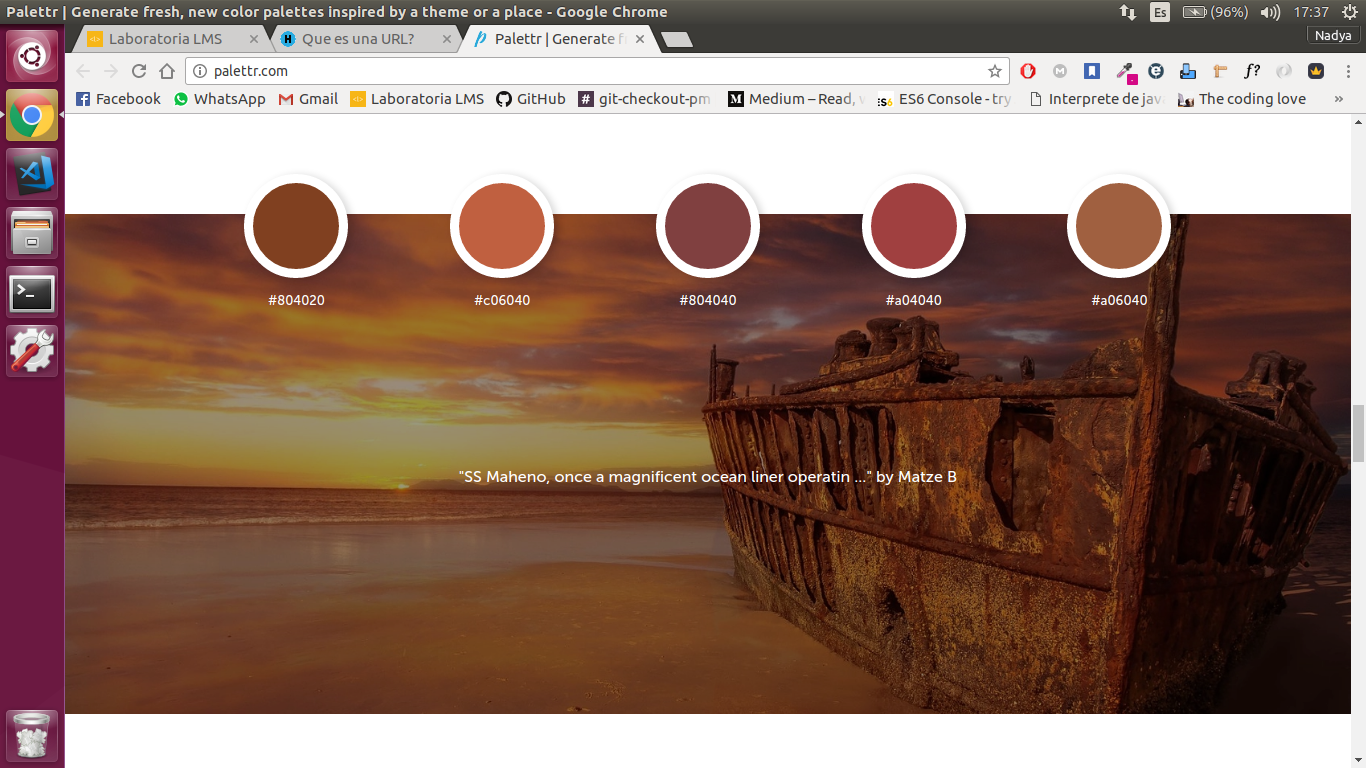 Palettr | Generate fresh, new color palettes inspired by a theme or a place - Google Chrome
Es
(96%)
17:37
Laboratoria LMS
Que es una URL?
Palettr | Generate f
Nadya
palettr.com
f?
Facebook
WhatsApp
Gmail
Laboratoria LMS
GitHub
git-checkout-pm
Medium – Read,
ES6 Console - try
Interprete de jav
The coding love
»
#804020
#c06040
#804040
#a04040
#a06040
"SS Maheno, once a magnificent ocean liner operatin ..." by Matze B